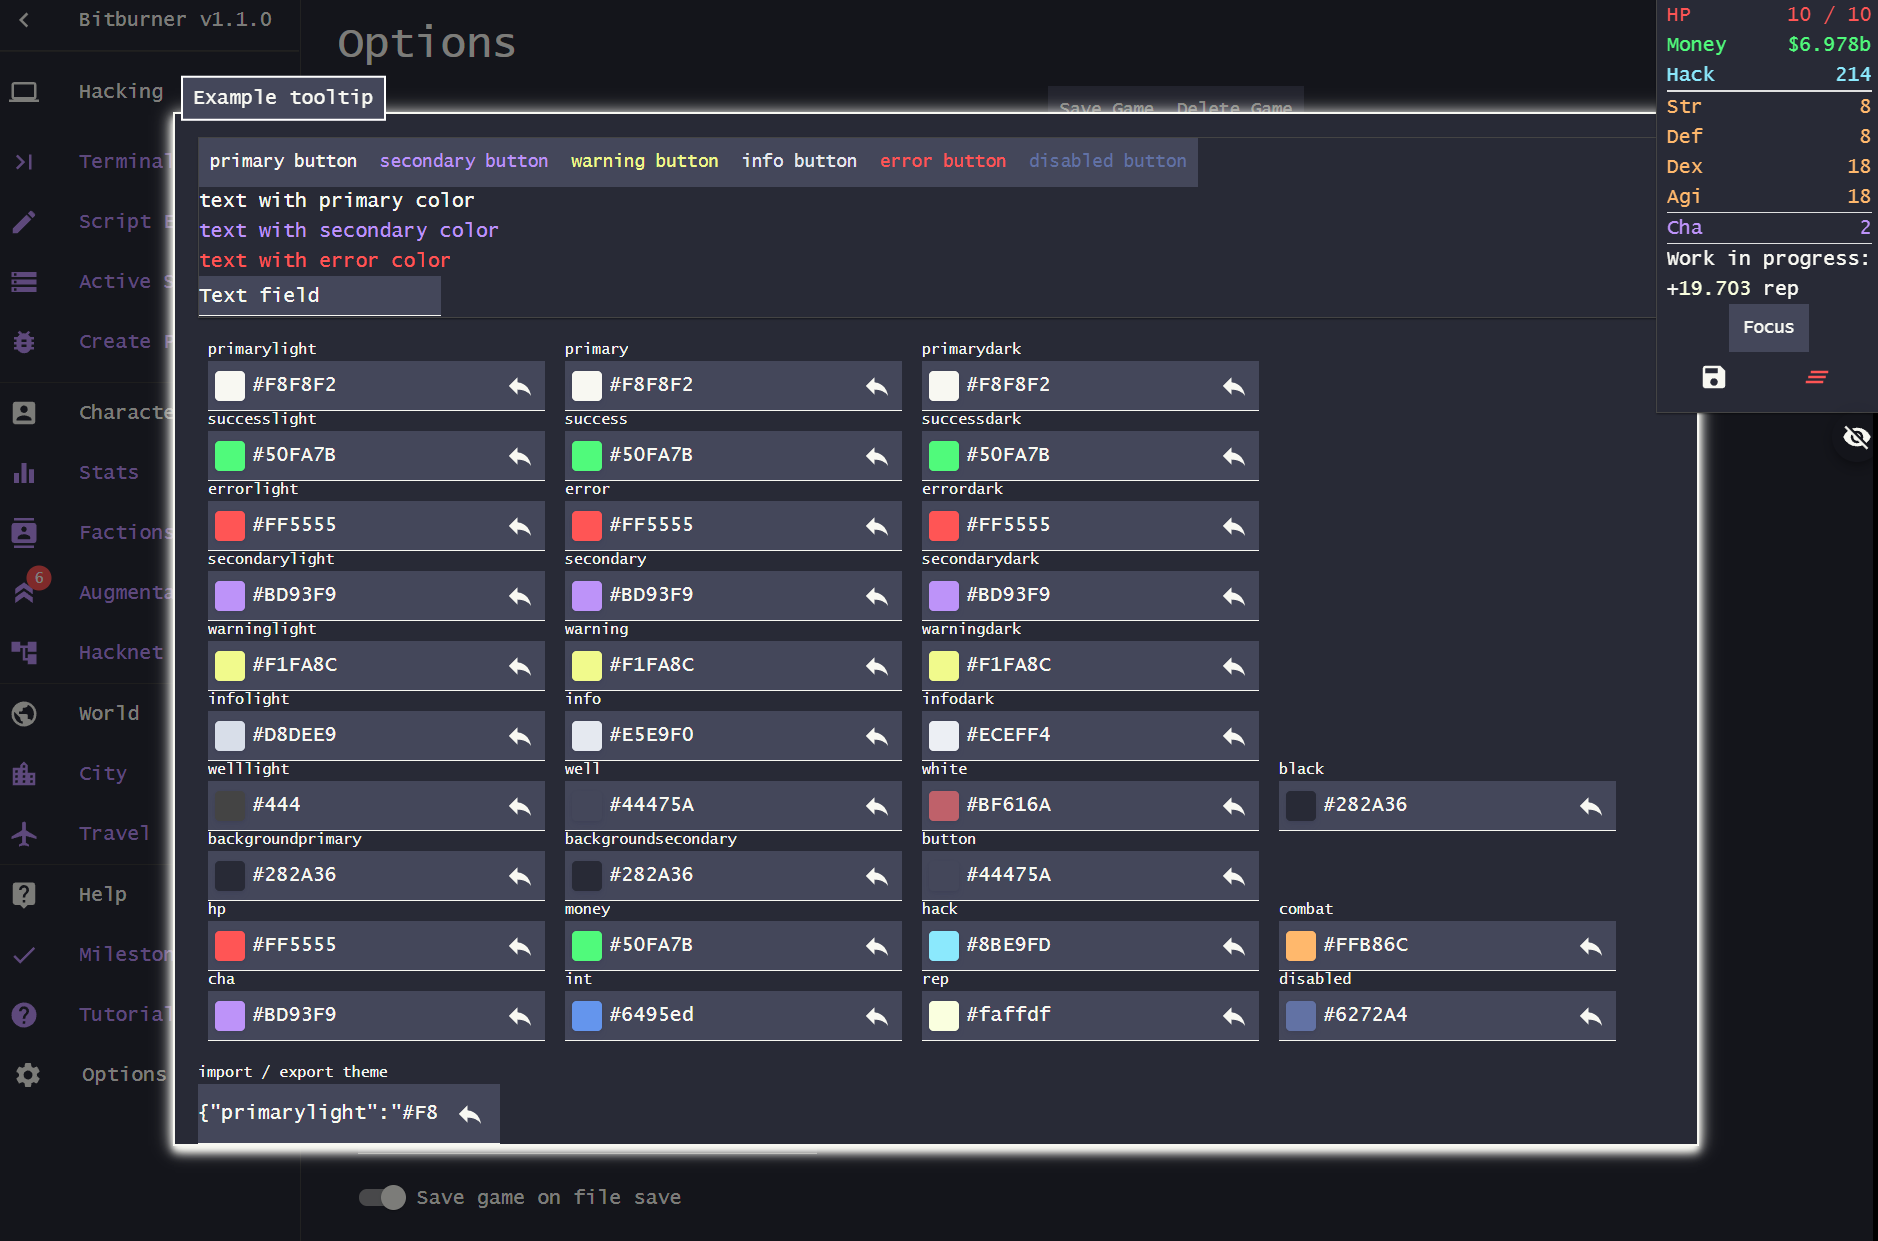 Bitburner v1.1.0
Options
Hacking
Terminal
Script E
Active S
Create P
Character
Stats
Factions
6
Augmenta
Hacknet
World
City
Travel
Help
Mileston
Tutorial
Options
Save Game Delete Game
Example tooltip
primary button secondary button warning button info button error button disabled button
text with primary color
text with secondary color
text with error color
Text field
primarylight primary primarydark
#F8F8F2 #F8F8F2 #F8F8F2
successlight success successdark
#50FA7B #50FA7B #50FA7B
errorlight error errordark
#FF5555 #FF5555 #FF5555
secondarylight secondary secondarydark
#BD93F9 #BD93F9 #BD93F9
warninglight warning warningdark
#F1FA8C #F1FA8C #F1FA8C
infolight info infodark
#D8DEE9 #E5E9F0 #ECEFF4
welllight well white black
#444 #44475A #BF616A #282A36
backgroundprimary backgroundsecondary button
#282A36 #282A36 #44475A
hp money hack combat
#FF5555 #50FA7B #8BE9FD #FFB86C
cha int rep disabled
#BD93F9 #6495ed #faffdf #6272A4
import / export theme
{"primarylight":"#F8
Save game on file save
HP 10 / 10
Money $6.978b
Hack 214
Str 8
Def 8
Dex 18
Agi 18
Cha 2
Work in progress:
+19.703 rep
Focus